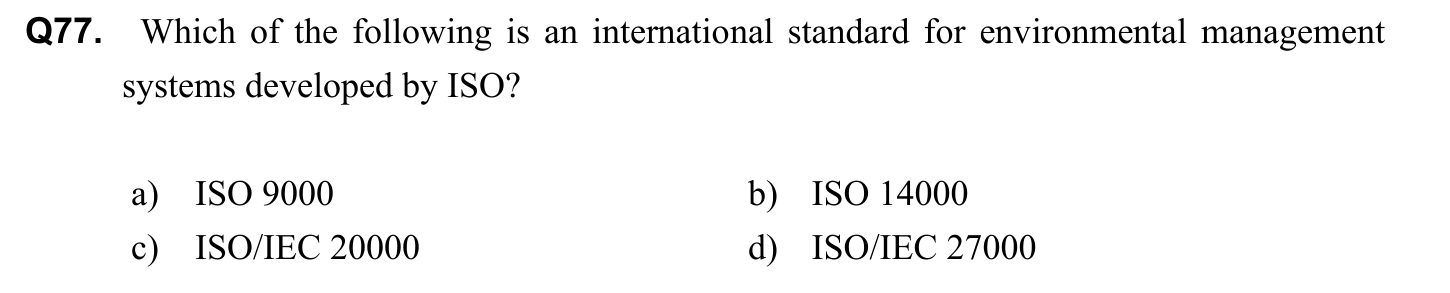 Q77. Which of the following is an international standard for environmental management
systems developed by ISO?
a) ISO 9000 b) ISO 14000
c) ISO/IEC 20000 d) ISO/IEC 27000